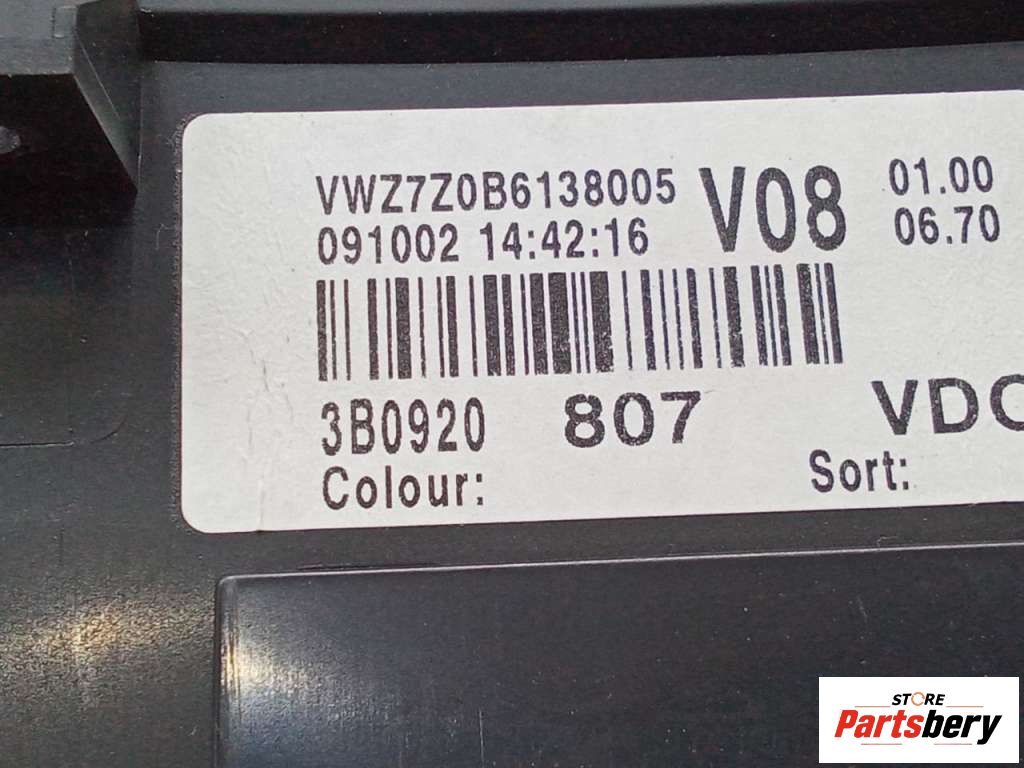 VWZ7Z0B6138005 V08 01.00
091002 14:42:16 06.70
3B0920 807 VDO
Colour: Sort:
STORE
Partsbery